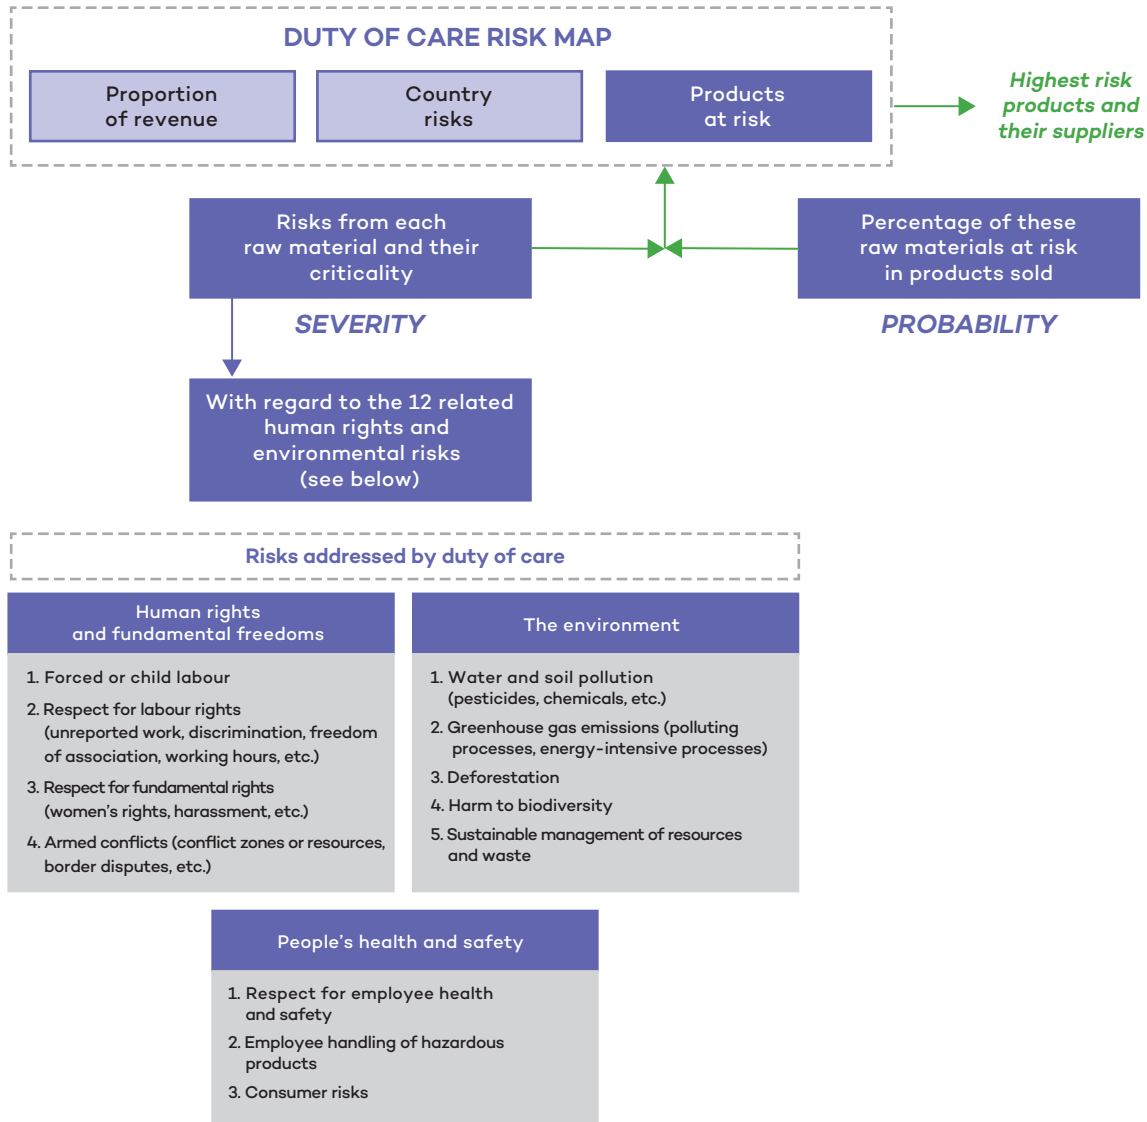 DUTY OF CARE RISK MAP
Proportion
of revenue
Country
risks
Products
at risk
Highest risk
products and
their suppliers
Risks from each
raw material and their
criticality
Percentage of these
raw materials at risk
in products sold
SEVERITY
PROBABILITY
With regard to the 12 related
human rights and
environmental risks
(see below)
Risks addressed by duty of care
Human rights
and fundamental freedoms
1. Forced or child labour
2. Respect for labour rights
(unreported work, discrimination, freedom
of association, working hours, etc.)
3. Respect for fundamental rights
(women’s rights, harassment, etc.)
4. Armed conflicts (conflict zones or resources,
border disputes, etc.)
The environment
1. Water and soil pollution
(pesticides, chemicals, etc.)
2. Greenhouse gas emissions (polluting
processes, energy-intensive processes)
3. Deforestation
4. Harm to biodiversity
5. Sustainable management of resources
and waste
People’s health and safety
1. Respect for employee health
and safety
2. Employee handling of hazardous
products
3. Consumer risks